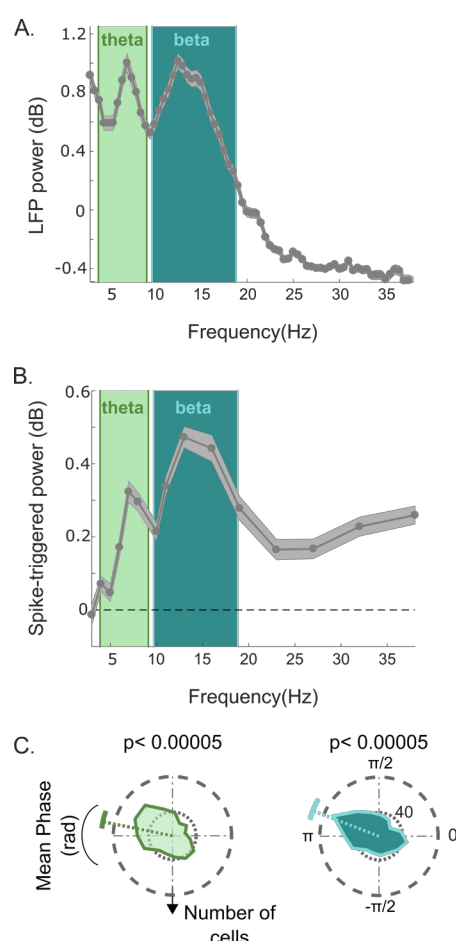 A.
theta beta
LFP power (dB)
1.2
0.8
0.4
0
-0.4
5 10 15 20 25 30 35
Frequency(Hz)
B.
theta beta
Spike-triggered power (dB)
0.6
0.4
0.2
0
5 10 15 20 25 30 35
Frequency(Hz)
C.
p< 0.00005 p< 0.00005
Mean Phase
(rad)
π/2
40
π 0
-π/2
Number of
cells